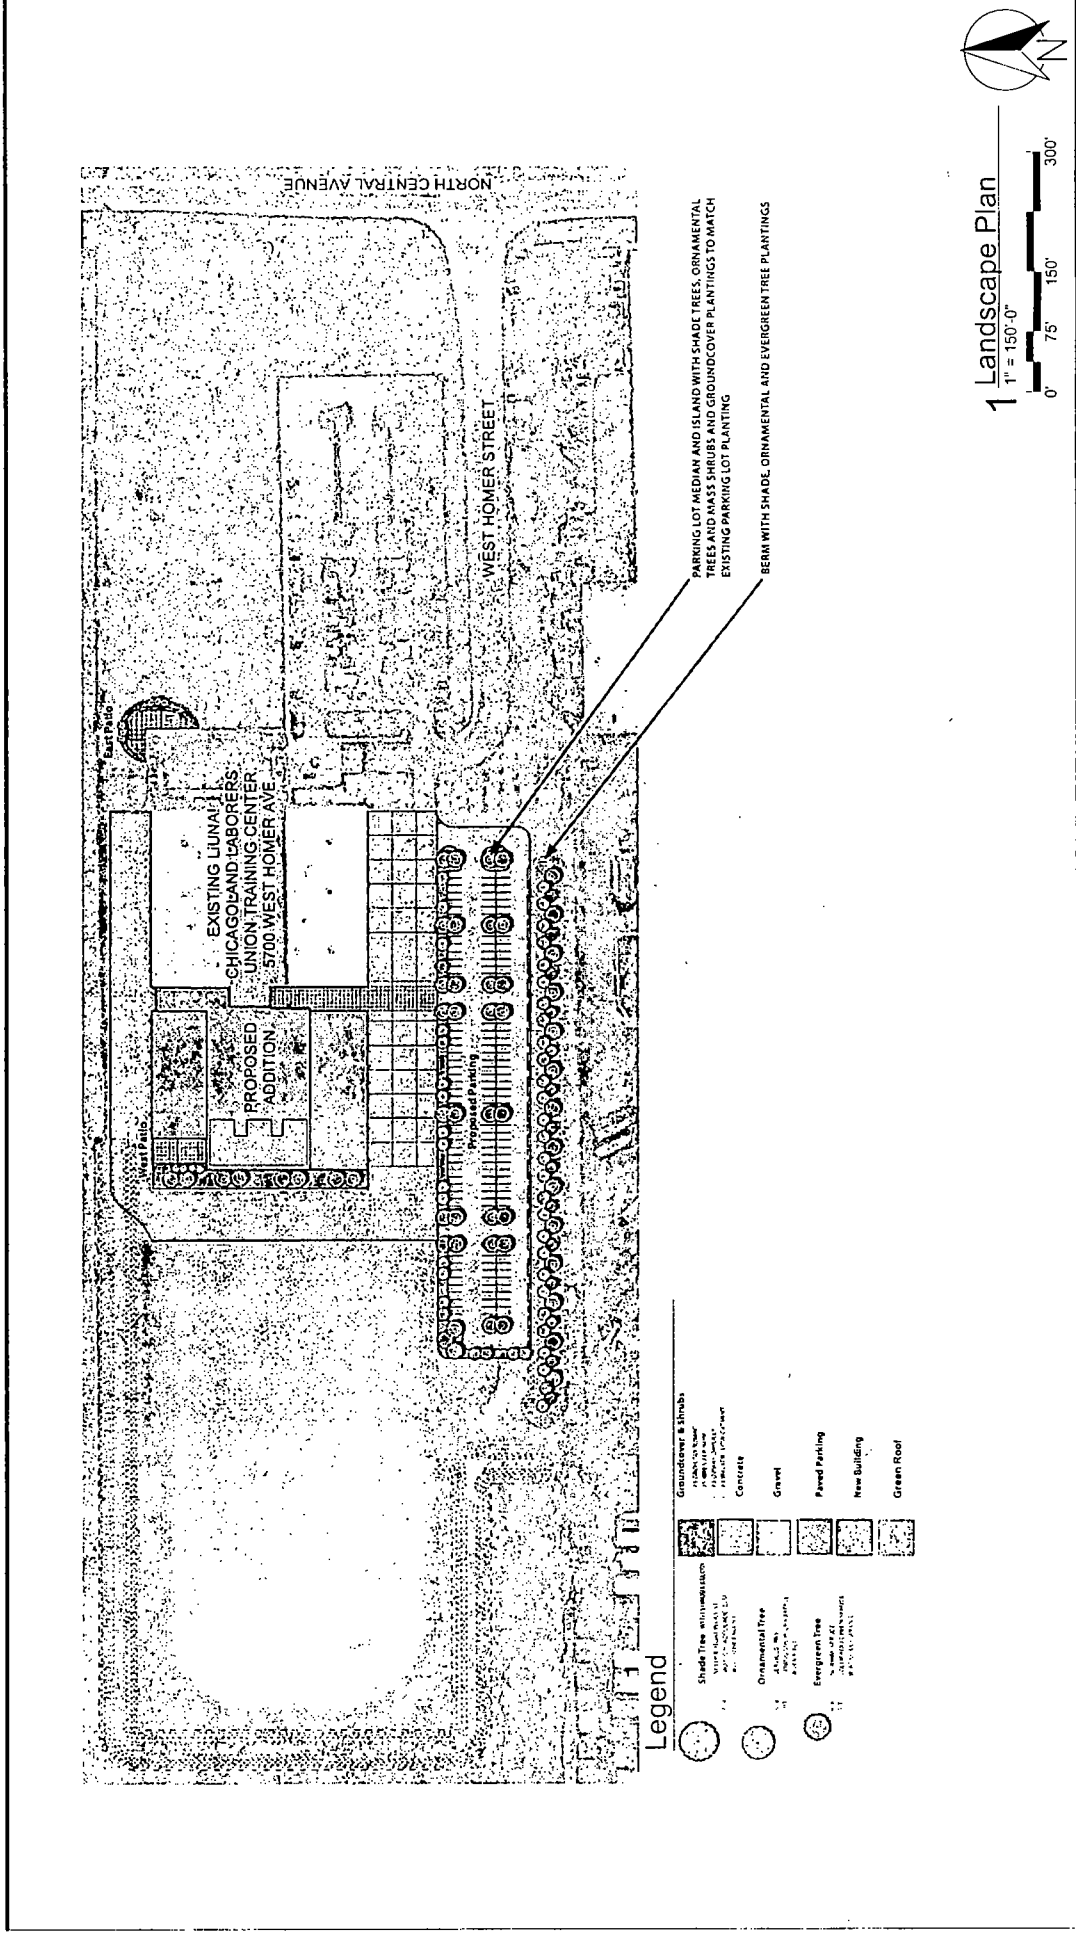 NORTH CENTRAL AVENUE
WEST HOMER STREET
East Patio
EXISTING LIUNA!
CHICAGOLAND LABORERS
UNION TRAINING CENTER
5700 WEST HOMER AVE
PROPOSED
ADDITION
West Patio
Proposed Parking
PARKING LOT MEDIAN AND ISLAND WITH SHADE TREES, ORNAMENTAL
TREES AND MASS SHRUBS AND GROUNDCOVER PLANTINGS TO MATCH
EXISTING PARKING LOT PLANTING
BERM WITH SHADE, ORNAMENTAL AND EVERGREEN TREE PLANTINGS
Legend
Shade Tree
Ornamental Tree
Evergreen Tree
Groundcover & Shrubs
Concrete
Gravel
Paved Parking
New Building
Green Roof
1 Landscape Plan
1" = 150'-0"
0' 75' 150' 300'
N